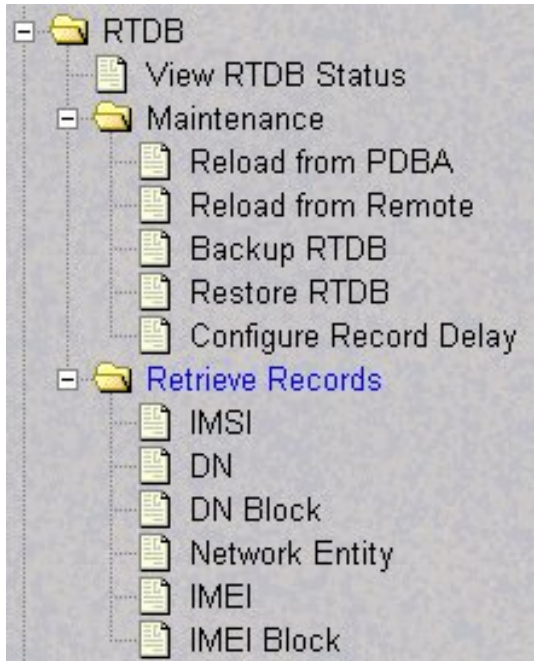 RTDB
View RTDB Status
Maintenance
Reload from PDBA
Reload from Remote
Backup RTDB
Restore RTDB
Configure Record Delay
Retrieve Records
IMSI
DN
DN Block
Network Entity
IMEI
IMEI Block